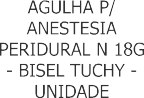 AGULHA P/
ANESTESIA
PERIDURAL N 18G
- BISEL TUCHY -
UNIDADE